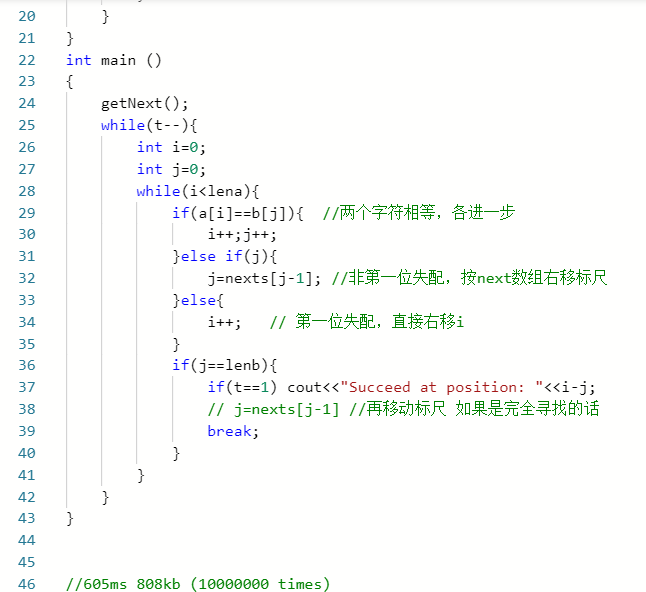 20 }
21 }
22 int main ()
23 {
24 getNext();
25 while(t--){
26 int i=0;
27 int j=0;
28 while(i<lena){
29 if(a[i]==b[j]){ //两个字符相等，各进一步
30 i++;j++;
31 }else if(j){
32 j=nexts[j-1]; //非第一位失配，按next数组右移标尺
33 }else{
34 i++; // 第一位失配，直接右移i
35 }
36 if(j==lenb){
37 if(t==1) cout<<"Succeed at position: "<<i-j;
38 // j=nexts[j-1] //再移动标尺 如果是完全寻找的话
39 break;
40 }
41 }
42 }
43 }
44
45
46 //605ms 808kb (10000000 times)